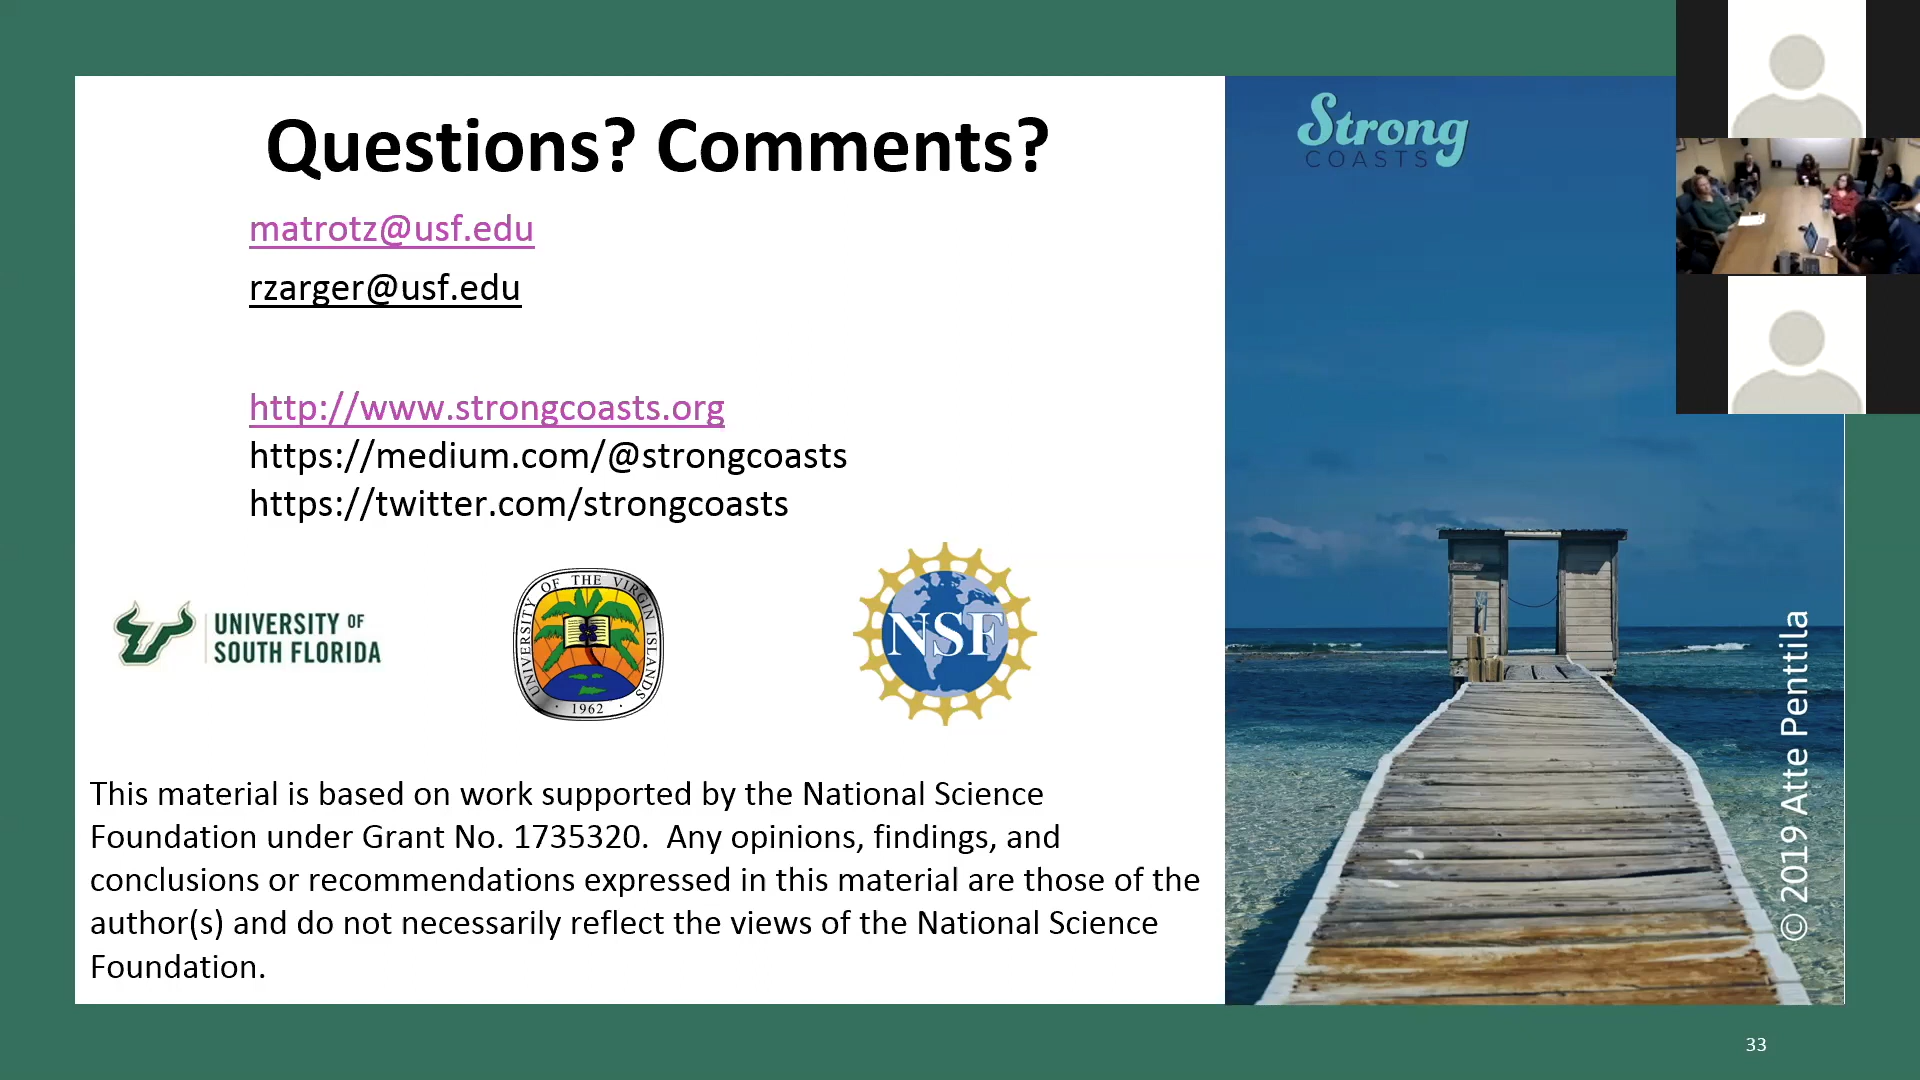 Questions? Comments?
matrotz@usf.edu
rzarger@usf.edu
http://www.strongcoasts.org
https://medium.com/@strongcoasts
https://twitter.com/strongcoasts
UNIVERSITY OF
SOUTH FLORIDA
UNIVERSITY OF THE VIRGIN ISLANDS
· 1962 ·
NSF
This material is based on work supported by the National Science
Foundation under Grant No. 1735320.  Any opinions, findings, and
conclusions or recommendations expressed in this material are those of the
author(s) and do not necessarily reflect the views of the National Science
Foundation.
Strong
COASTS
© 2019 Atte Penttila
33